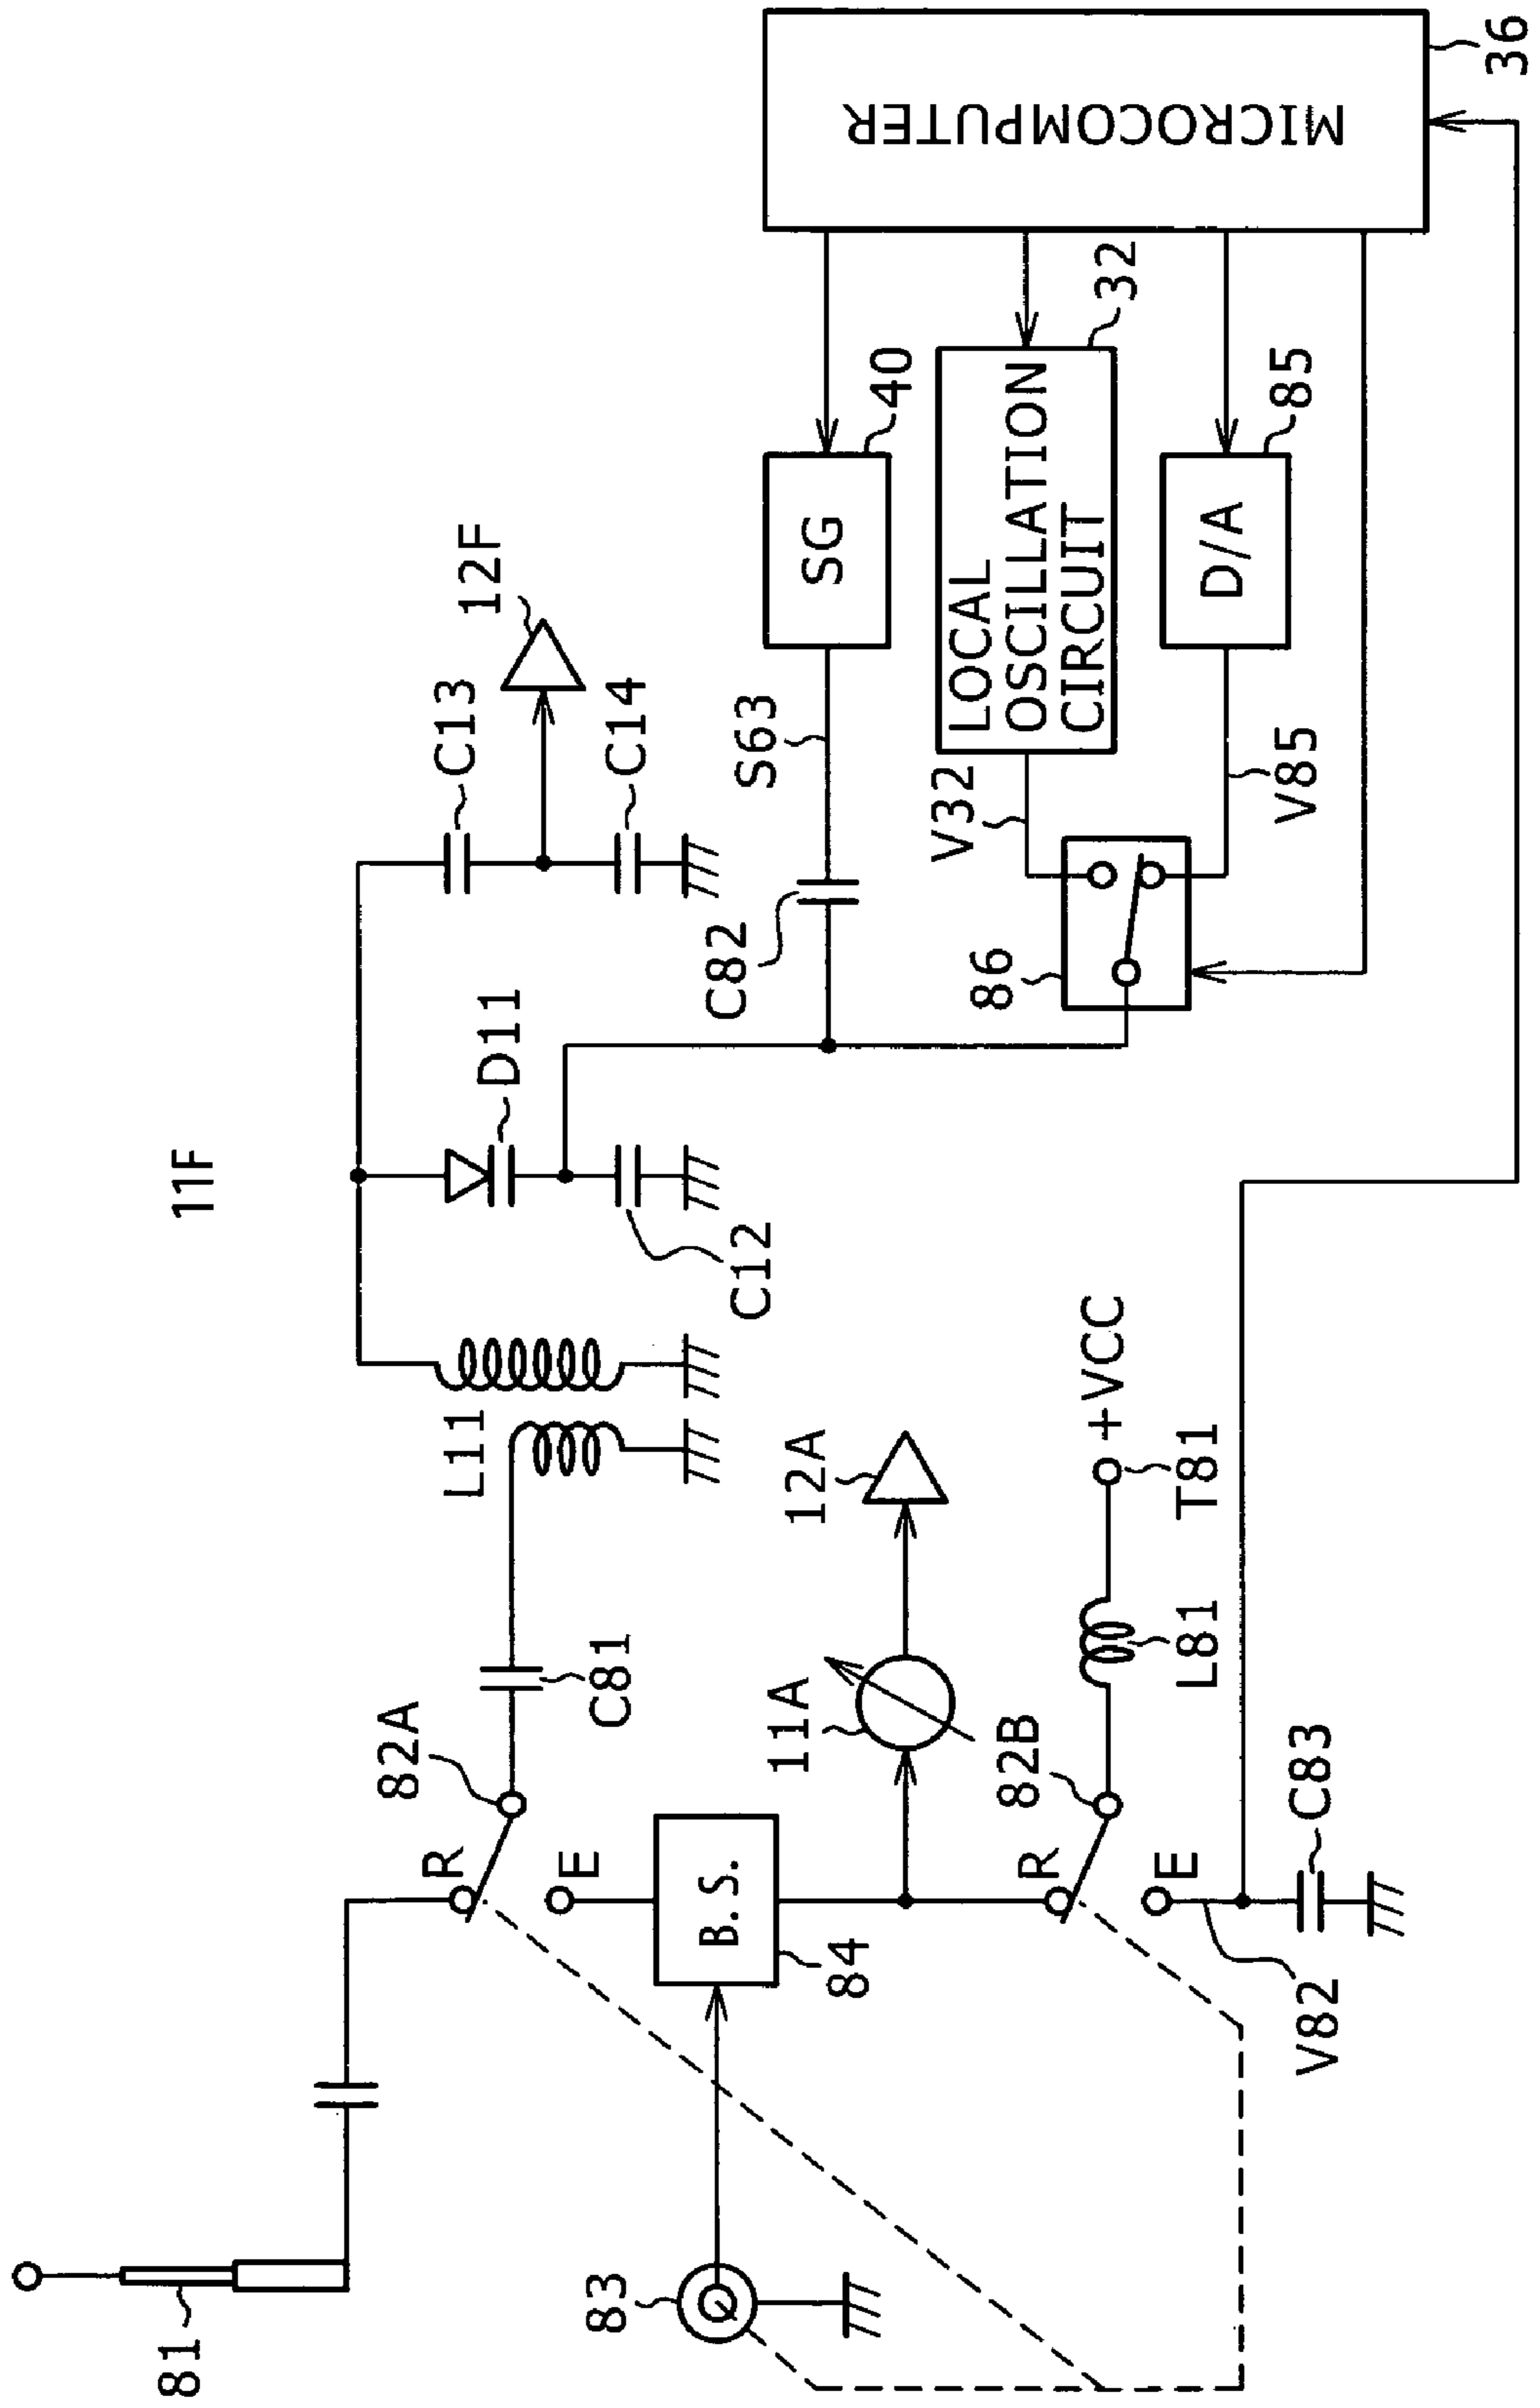 11F
81
82A
R
E
C81
L11
D11
C12
C13
C14
12F
83
B.S.
84
11A
12A
C82
S63
SG
40
82B
R
E
L81
T81
+VCC
V82
C83
86
V32
V85
LOCAL
OSCILLATION
CIRCUIT
32
D/A
85
MICROCOMPUTER
36